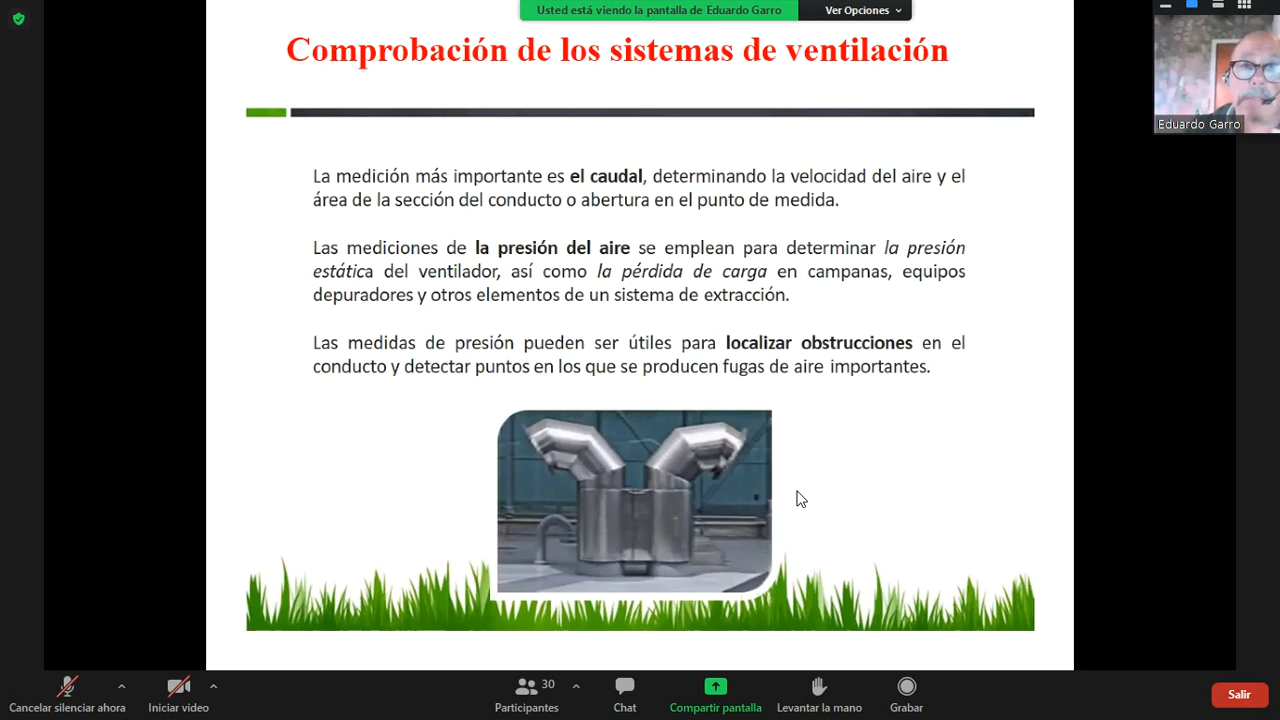 Usted está viendo la pantalla de Eduardo Garro
Ver Opciones
Comprobación de los sistemas de ventilación
Eduardo Garro
La medición más importante es el caudal, determinando la velocidad del aire y el
área de la sección del conducto o abertura en el punto de medida.
Las mediciones de la presión del aire se emplean para determinar la presión
estática del ventilador, así como la pérdida de carga en campanas, equipos
depuradores y otros elementos de un sistema de extracción.
Las medidas de presión pueden ser útiles para localizar obstrucciones en el
conducto y detectar puntos en los que se producen fugas de aire importantes.
30
Cancelar silenciar ahora
Iniciar video
Participantes
Chat
Compartir pantalla
Levantar la mano
Grabar
Salir